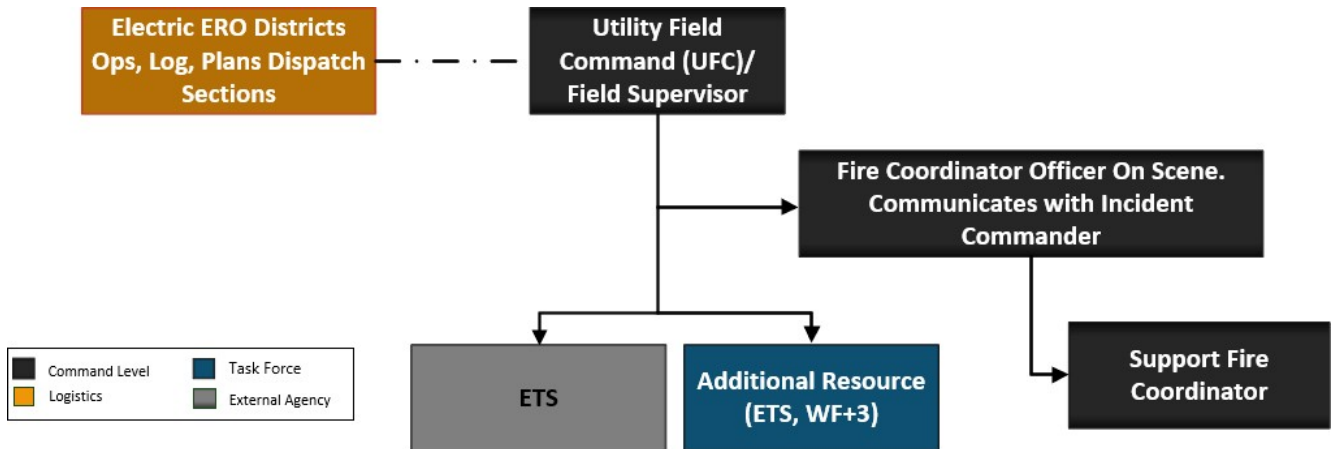 Electric ERO Districts
Ops, Log, Plans Dispatch
Sections
Utility Field
Command (UFC)/
Field Supervisor
Fire Coordinator Officer On Scene.
Communicates with Incident
Commander
Support Fire
Coordinator
ETS
Additional Resource
(ETS, WF+3)
Command Level
Task Force
Logistics
External Agency